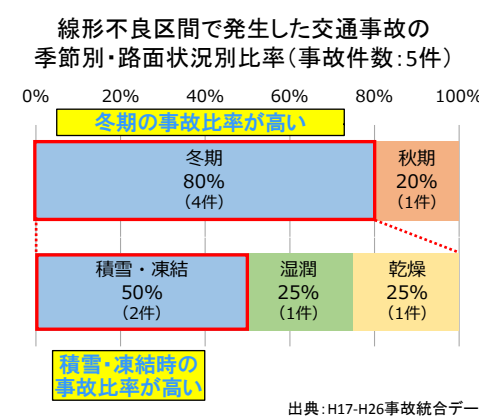 線形不良区間で発生した交通事故の
季節別・路面状況別比率(事故件数:5件)
0% 20% 40% 60% 80% 100%
冬期の事故比率が高い
冬期 秋期
80% 20%
(4件) (1件)
積雪・凍結 湿潤 乾燥
50% 25% 25%
(2件) (1件) (1件)
積雪・凍結時の
事故比率が高い
出典:H17-H26事故統合デー